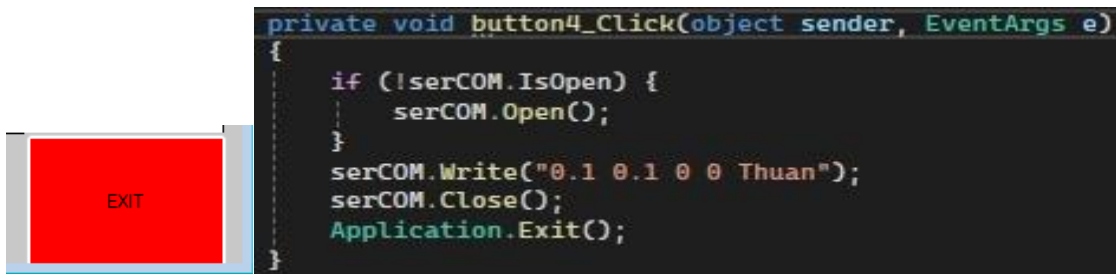 EXIT
private void button4_Click(object sender, EventArgs e)
{
if (!serCOM.IsOpen) {
serCOM.Open();
}
serCOM.Write("0.1 0.1 0 0 Thuan");
serCOM.Close();
Application.Exit();
}